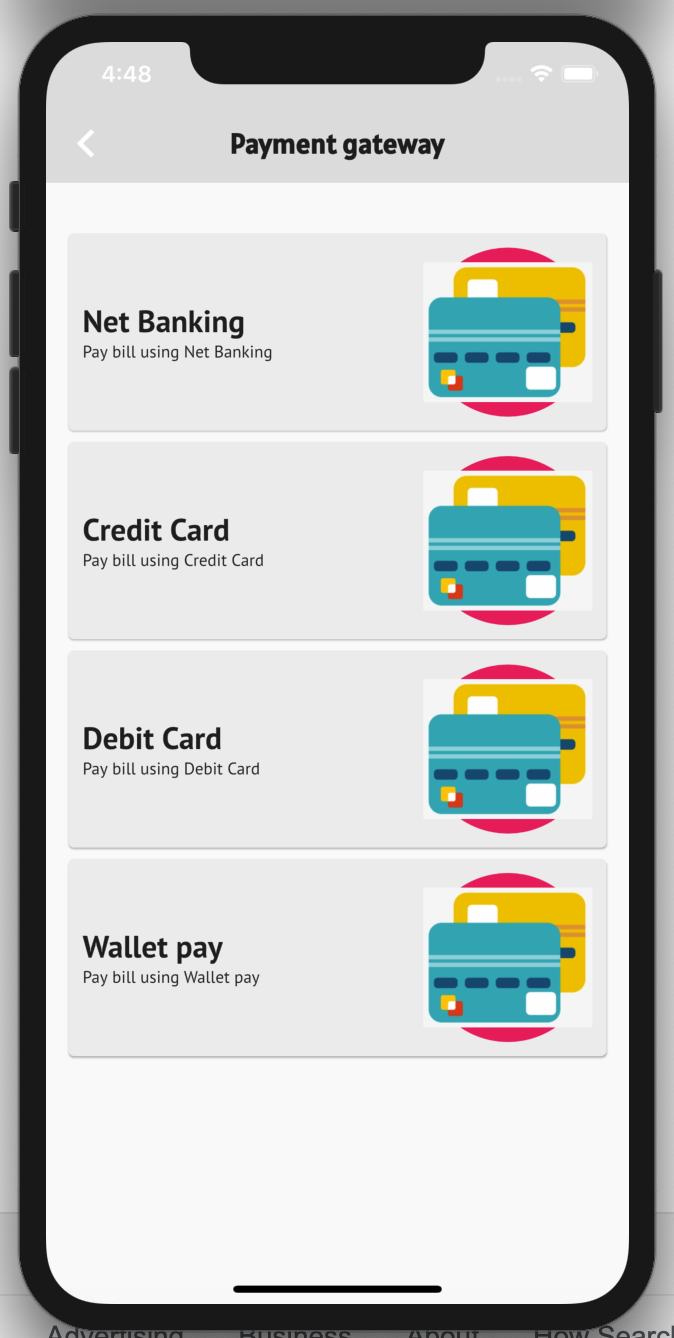 4:48
Payment gateway
Net Banking
Pay bill using Net Banking
Credit Card
Pay bill using Credit Card
Debit Card
Pay bill using Debit Card
Wallet pay
Pay bill using Wallet pay
Advertising Business About How Search